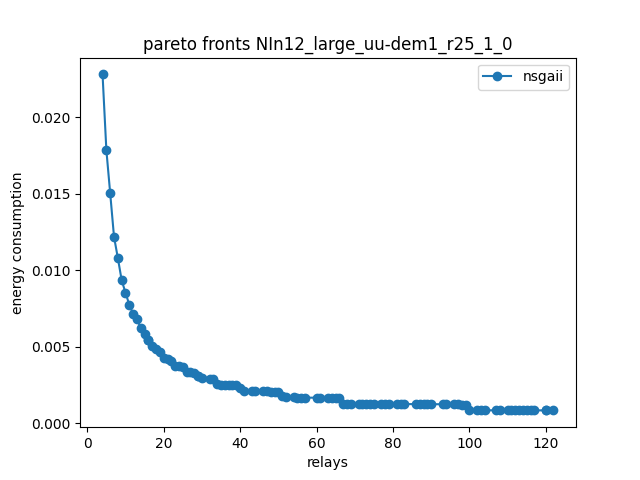 pareto fronts NIn12_large_uu-dem1_r25_1_0
nsgaii
energy consumption
0.020
0.015
0.010
0.005
0.000
0 20 40 60 80 100 120
relays